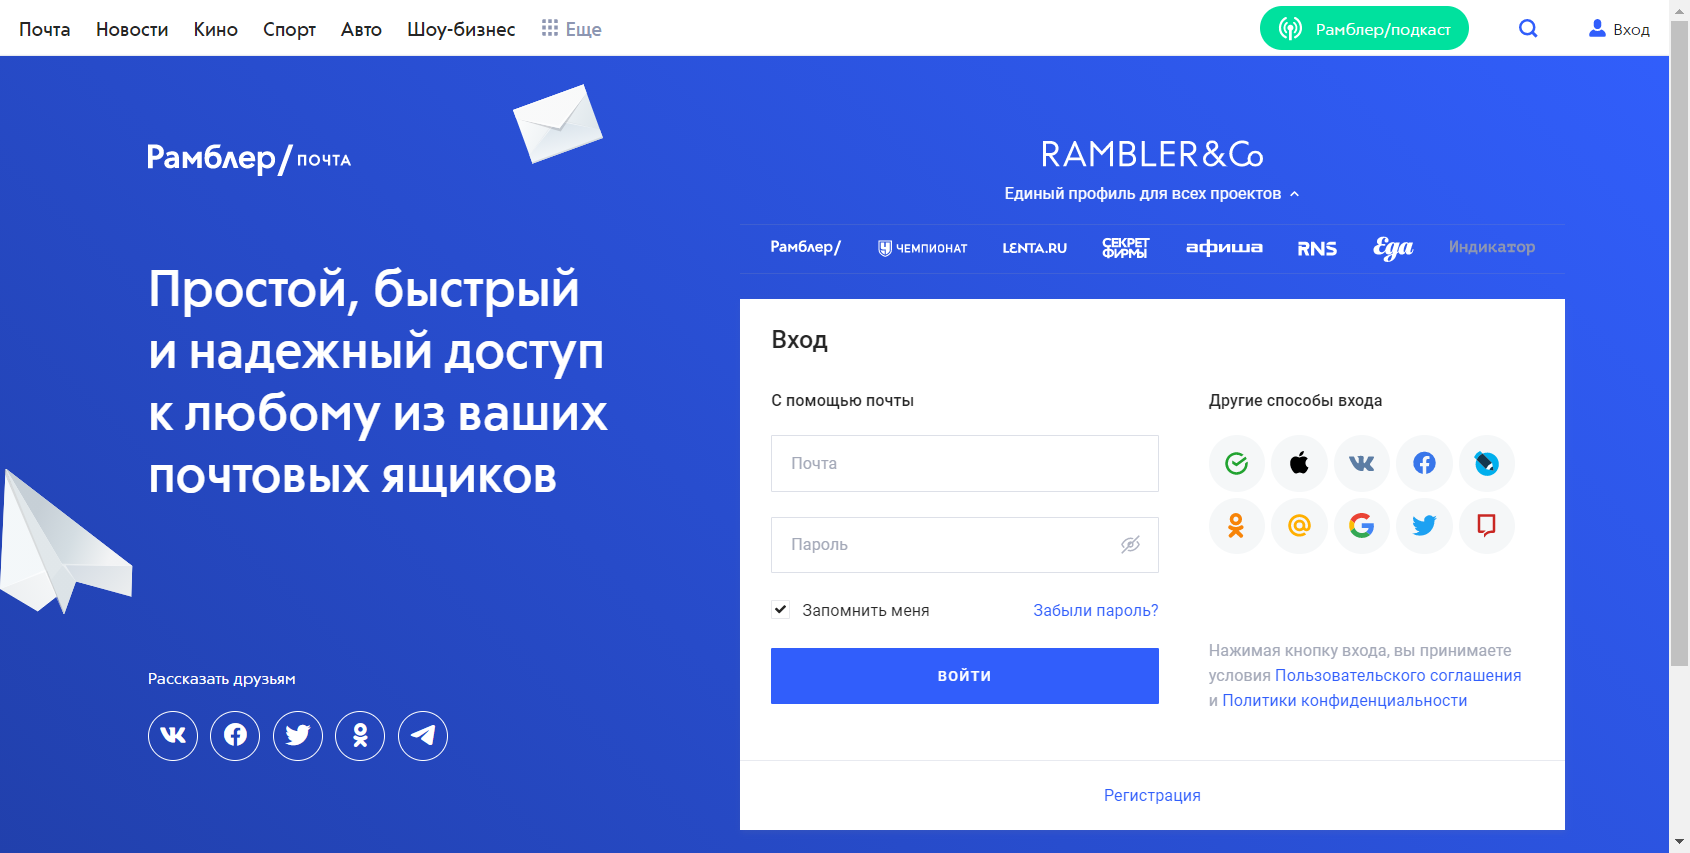 Почта Новости Кино Спорт Авто Шоу-бизнес Еще Рамблер/подкаст Вход
Рамблер/почта
Простой, быстрый
и надежный доступ
к любому из ваших
почтовых ящиков
Рассказать друзьям
RAMBLER&Co
Единый профиль для всех проектов
Рамблер/ ЧЕМПИОНАТ LENTA.RU СЕКРЕТ ФИРМЫ афиша RNS Еда Индикатор
Вход
С помощью почты
Почта
Пароль
Запомнить меня Забыли пароль?
ВОЙТИ
Другие способы входа
Нажимая кнопку входа, вы принимаете
условия Пользовательского соглашения
и Политики конфиденциальности
Регистрация